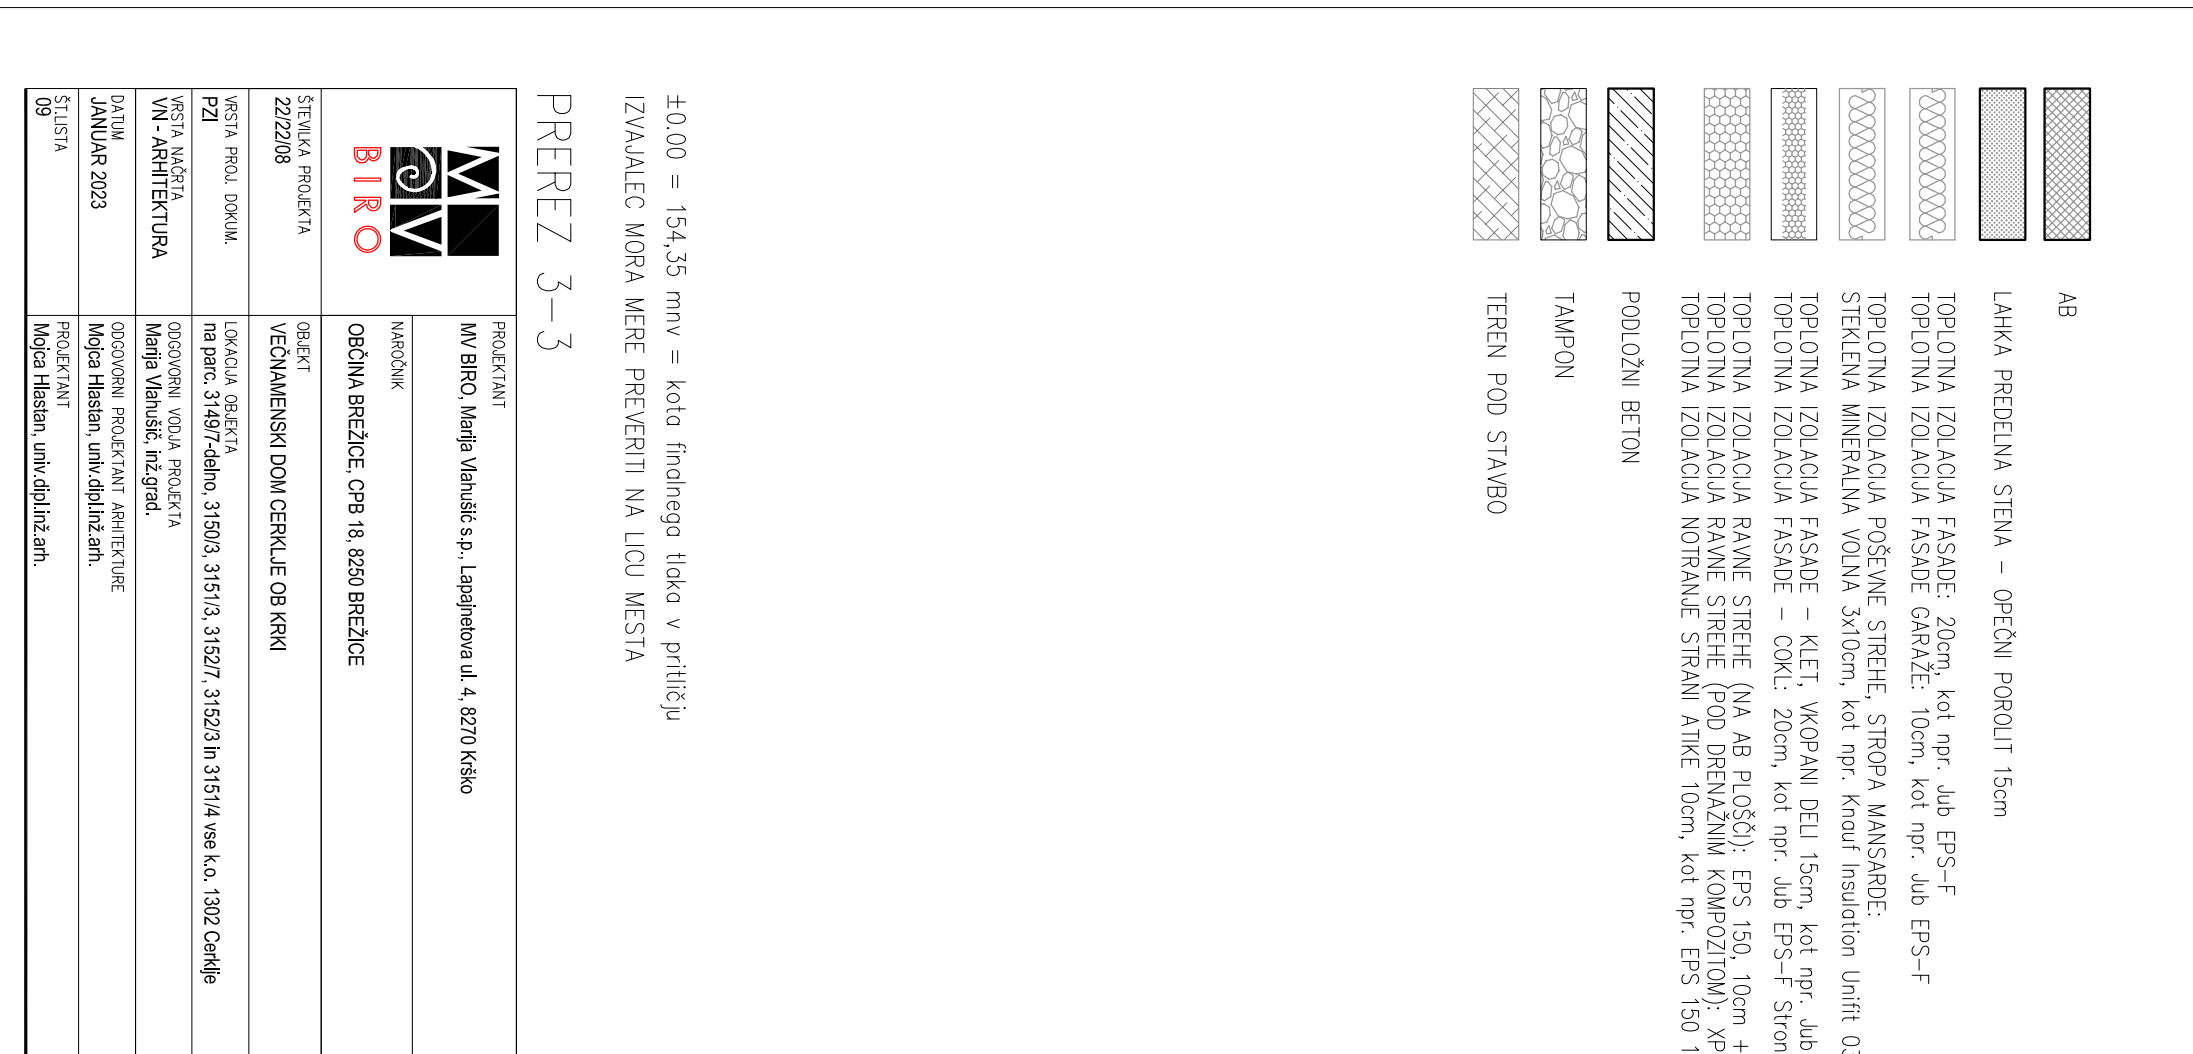 AB
LAHKA PREDELNA STENA – OPEČNI POROLIT 15cm
TOPLOTNA IZOLACIJA FASADE: 20cm, kot npr. Jub EPS–F
TOPLOTNA IZOLACIJA FASADE GARAŽE: 10cm, kot npr. Jub EPS–F
TOPLOTNA IZOLACIJA POŠEVNE STREHE, STROPA MANSARDE:
STEKLENA MINERALNA VOLNA 3x10cm, kot npr. Knauf Insulation Unifit
TOPLOTNA IZOLACIJA FASADE – KLET, VKOPANI DELI 15cm, kot npr. Jub
TOPLOTNA IZOLACIJA FASADE – COKL: 20cm, kot npr. Jub EPS–F Stron
TOPLOTNA IZOLACIJA RAVNE STREHE (NA AB PLOŠČI): EPS 150, 10cm +
TOPLOTNA IZOLACIJA RAVNE STREHE (POD DRENAŽNIM KOMPOZITOM): XP
TOPLOTNA IZOLACIJA NOTRANJE STRANI ATIKE 10cm, kot npr. EPS 150 1
PODLOŽNI BETON
TAMPON
TEREN POD STAVBO
±0.00 = 154,35 mnv = kota finalnega tlaka v pritličju
IZVAJALEC MORA MERE PREVERITI NA LICU MESTA
PREREZ 3–3
M
V
BIRO
PROJEKTANT
MV BIRO, Marija Vlahušić s.p., Lapajnetova ul. 4, 8270 Krško
NAROČNIK
OBČINA BREŽICE, CPB 18, 8250 BREŽICE
ŠTEVILKA PROJEKTA
22/22/08
OBJEKT
VEČNAMENSKI DOM CERKLJE OB KRKI
VRSTA PROJ. DOKUM.
PZI
LOKACIJA OBJEKTA
na parc. 3149/7-delno, 3150/3, 3151/3, 3152/7, 3152/3 in 3151/4 vse k.o. 1302 Cerklje
VRSTA NAČRTA
VN - ARHITEKTURA
ODGOVORNI VODJA PROJEKTA
Marija Vlahušič, inž.grad.
DATUM
JANUAR 2023
ODGOVORNI PROJEKTANT ARHITEKTURE
Mojca Hlastan, univ.dipl.inž.arh.
ŠT.LISTA
09
PROJEKTANT
Mojca Hlastan, univ.dipl.inž.arh.